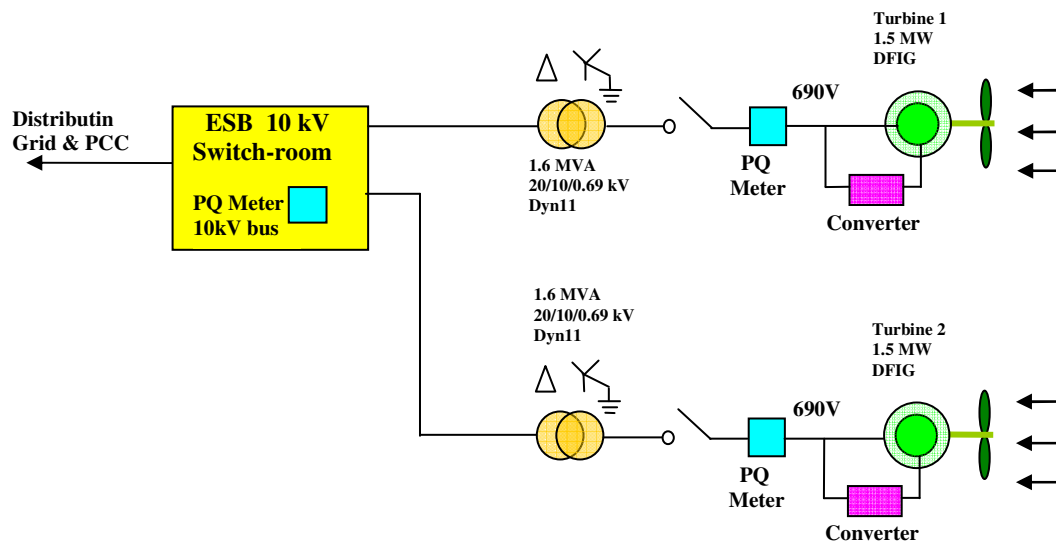 Distributin
Grid & PCC
ESB 10 kV
Switch-room
PQ Meter
10kV bus
1.6 MVA
20/10/0.69 kV
Dyn11
690V
PQ
Meter
Turbine 1
1.5 MW
DFIG
Converter
1.6 MVA
20/10/0.69 kV
Dyn11
690V
PQ
Meter
Turbine 2
1.5 MW
DFIG
Converter